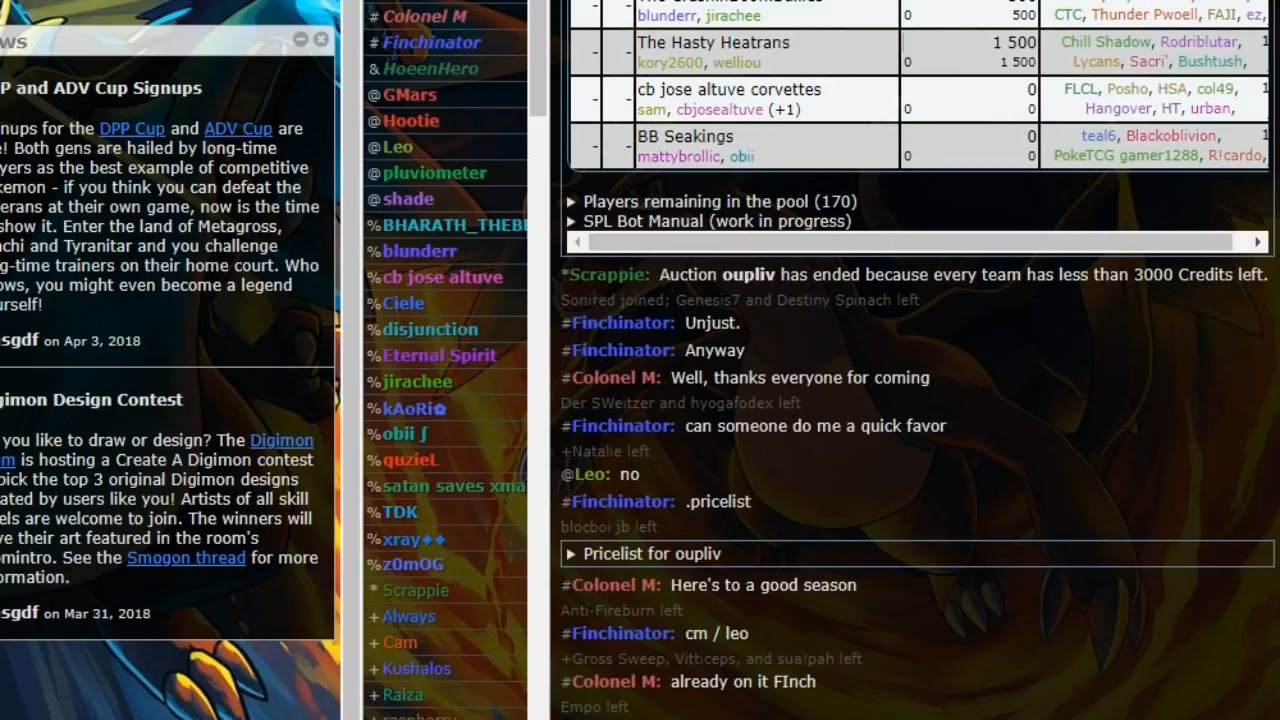 ws
P and ADV Cup Signups
nups for the DPP Cup and ADV Cup are
e! Both gens are hailed by long-time
yers as the best example of competitive
kemon - if you think you can defeat the
erans at their own game, now is the time
show it. Enter the land of Metagross,
achi and Tyranitar and you challenge
g-time trainers on their home court. Who
ows, you might even become a legend
urself!
sgdf on Apr 3, 2018
gimon Design Contest
you like to draw or design? The Digimon
m is hosting a Create A Digimon contest
pick the top 3 original Digimon designs
ated by users like you! Artists of all skill
els are welcome to join. The winners will
ve their art featured in the room's
omintro. See the Smogon thread for more
ormation.
sgdf on Mar 31, 2018
# Colonel M
# Finchinator
& HoeenHero
@ GMars
@ Hootie
@ Leo
@ pluviometer
@ shade
% BHARATH_THEBE
% blunderr
% cb jose altuve
% Ciele
% disjunction
% Eternal Spirit
% jirachee
% kAoRi✿
% obii ∫
% quzieL
% satan saves xma
% TDK
% xray✦✦
% z0mOG
* Scrappie
+ Always
+ Cam
+ Kushalos
+ Raiza
+ raspberry
blunderr, jirachee 0 500 CTC, Thunder Pwoell, FAJI, ez,
- - The Hasty Heatrans 1 500 Chill Shadow, Rodriblutar, 1
kory2600, welliou 0 1 500 Lycans, Sacri', Bushtush,
- - cb jose altuve corvettes 0 FLCL, Posho, HSA, col49, 1
sam, cbjosealtuve (+1) 0 0 Hangover, HT, urban,
- - BB Seakings 0 teal6, Blackoblivion, 1
mattybrollic, obii 0 0 PokeTCG gamer1288, R!cardo,
▶ Players remaining in the pool (170)
▶ SPL Bot Manual (work in progress)
*Scrappie: Auction oupliv has ended because every team has less than 3000 Credits left.
Sonired joined; Genesis7 and Destiny Spinach left
#Finchinator: Unjust.
#Finchinator: Anyway
#Colonel M: Well, thanks everyone for coming
Der SWeitzer and hyogafodex left
#Finchinator: can someone do me a quick favor
+Natalie left
@Leo: no
#Finchinator: .pricelist
blocboi jb left
▶ Pricelist for oupliv
#Colonel M: Here's to a good season
Anti-Fireburn left
#Finchinator: cm / leo
+Gross Sweep, Vitticeps, and sua!pah left
#Colonel M: already on it FInch
Empo left